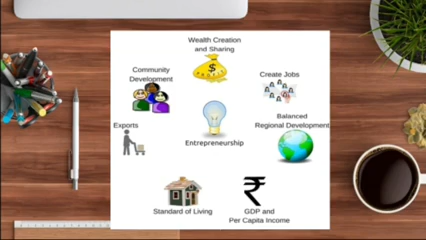 Wealth Creation
and Sharing
Community
Development
Create Jobs
$
PROFIT
Exports
Balanced
Regional Development
Entrepreneurship
₹
Standard of Living
GDP and
Per Capita Income